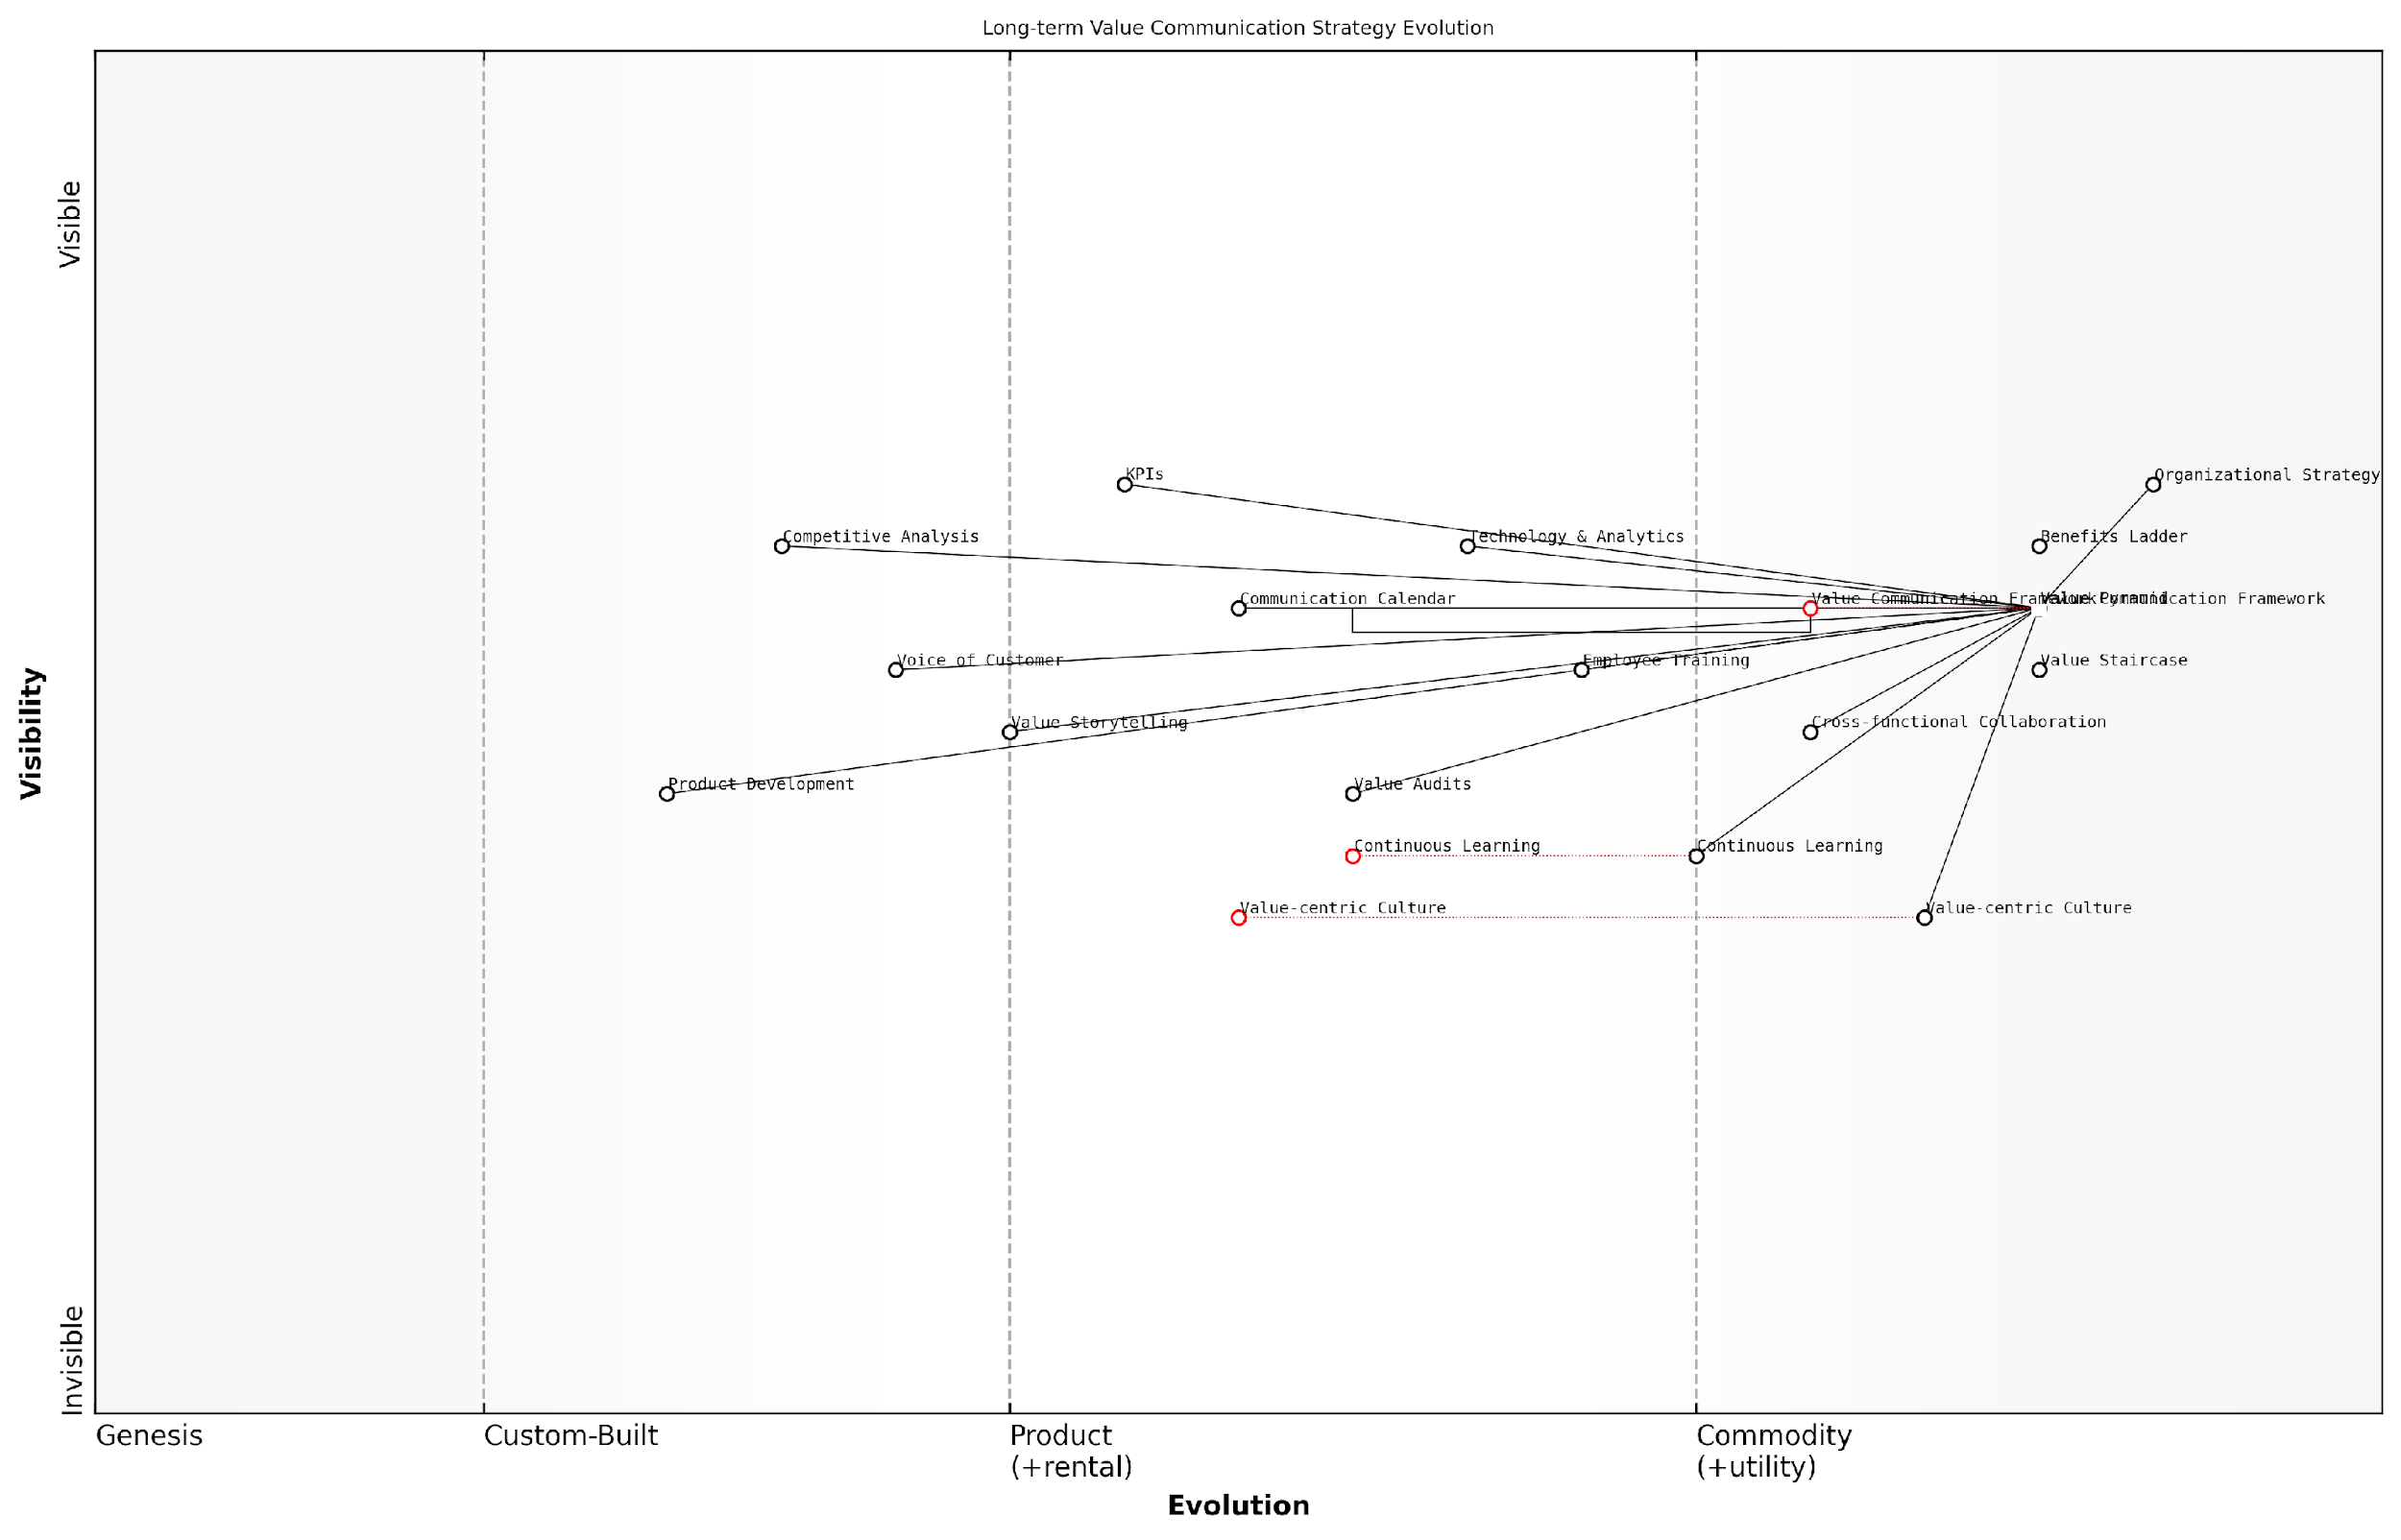 Long-term Value Communication Strategy Evolution
Visible
Visibility
Invisible
KPIs
Organizational Strategy
Competitive Analysis
Technology & Analytics
Benefits Ladder
Communication Calendar
Value Communication Framework
Value Pyramid
Value Communication Framework
Voice of Customer
Employee Training
Value Staircase
Value Storytelling
Cross-functional Collaboration
Product Development
Value Audits
Continuous Learning
Continuous Learning
Value-centric Culture
Value-centric Culture
Genesis
Custom-Built
Product
(+rental)
Commodity
(+utility)
Evolution